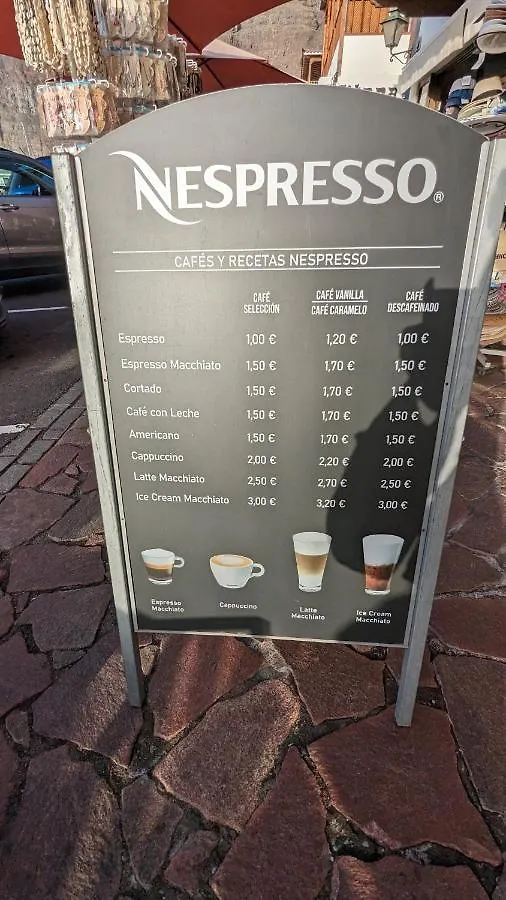 NESPRESSO®
CAFÉS Y RECETAS NESPRESSO
CAFÉ SELECCIÓN CAFÉ VANILLA CAFÉ CARAMELO CAFÉ DESCAFEINADO
Espresso 1,00 € 1,20 € 1,00 €
Espresso Macchiato 1,50 € 1,70 € 1,50 €
Cortado 1,50 € 1,70 € 1,50 €
Café con Leche 1,50 € 1,70 € 1,50 €
Americano 1,50 € 1,70 € 1,50 €
Cappuccino 2,00 € 2,20 € 2,00 €
Latte Macchiato 2,50 € 2,70 € 2,50 €
Ice Cream Macchiato 3,00 € 3,20 € 3,00 €
Espresso Macchiato
Cappuccino
Latte Macchiato
Ice Cream Macchiato